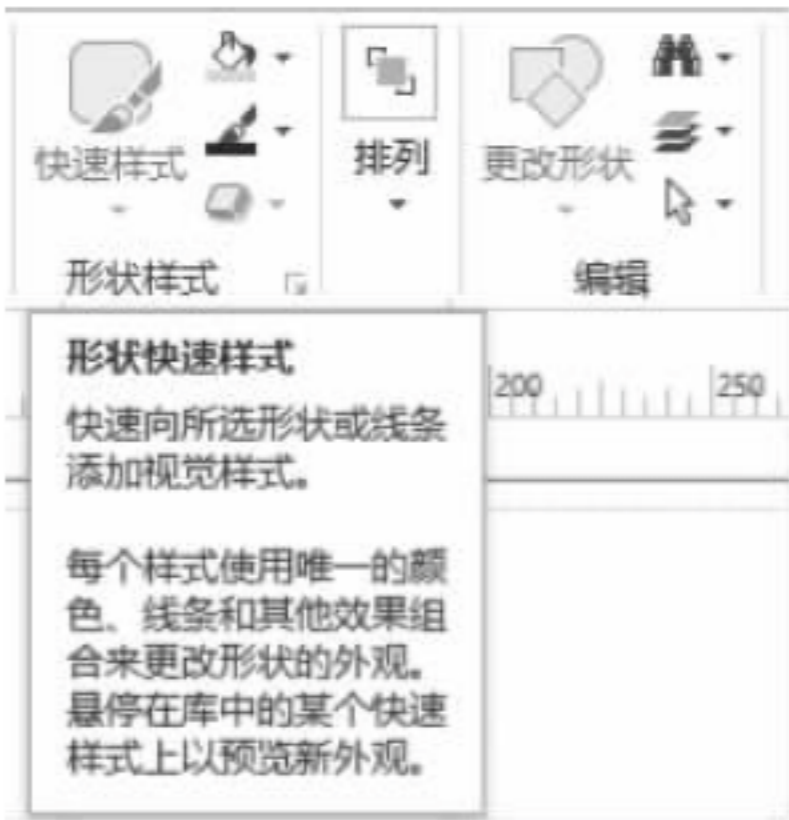 快速样式
排列
更改形状
形状样式
编辑
形状快速样式
快速向所选形状或线条
添加视觉样式。
每个样式使用唯一的颜
色、线条和其他效果组
合来更改形状的外观。
悬停在库中的某个快速
样式上以预览新外观。
200
250